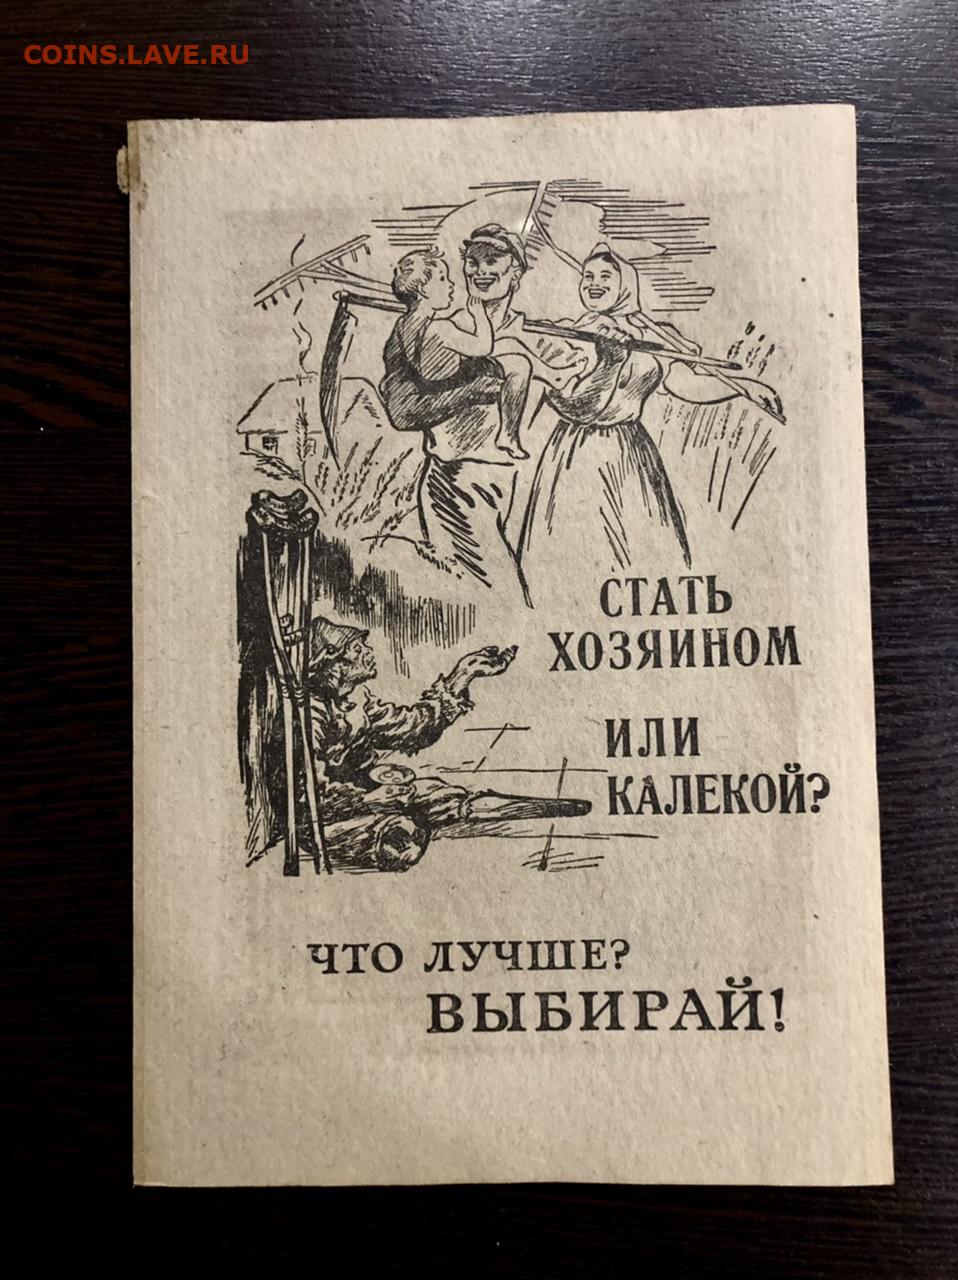 COINS.LAVE.RU
СТАТЬ
ХОЗЯИНОМ
ИЛИ
КАЛЕКОЙ?
ЧТО ЛУЧШЕ?
ВЫБИРАЙ!